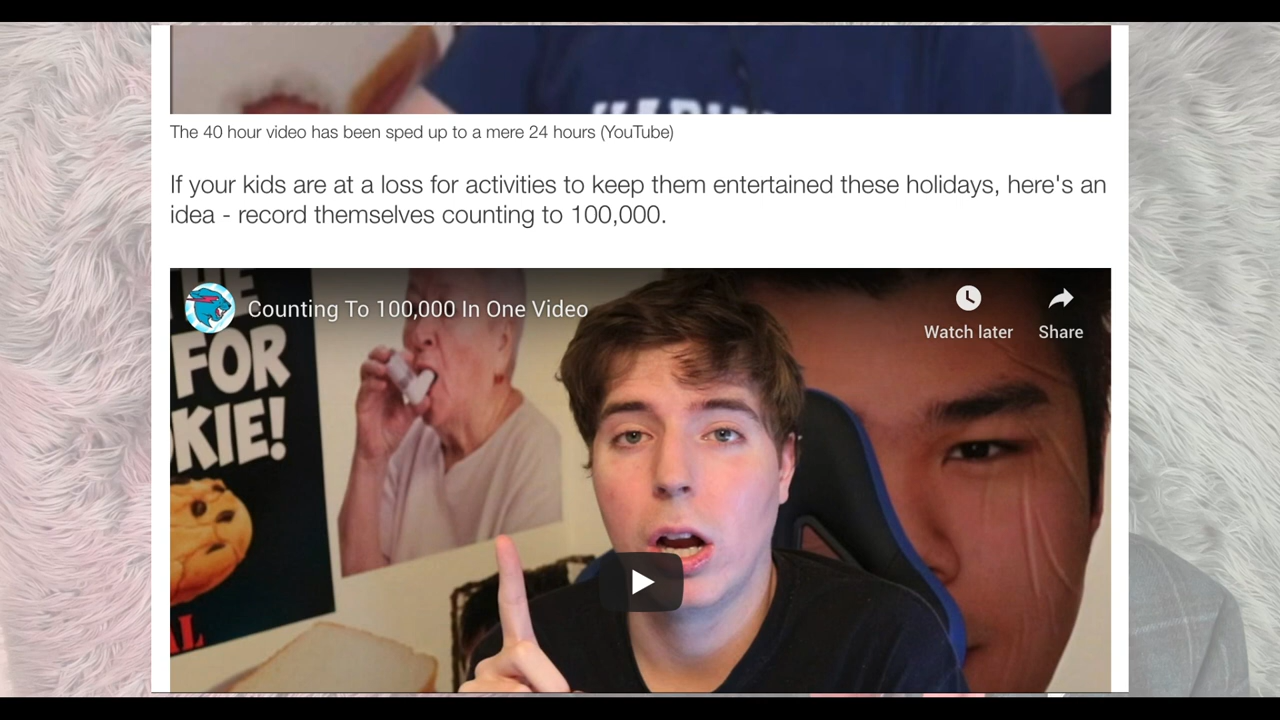 The 40 hour video has been sped up to a mere 24 hours (YouTube)
If your kids are at a loss for activities to keep them entertained these holidays, here's an
idea - record themselves counting to 100,000.
Counting To 100,000 In One Video
Watch later
Share
FOR
KIE!